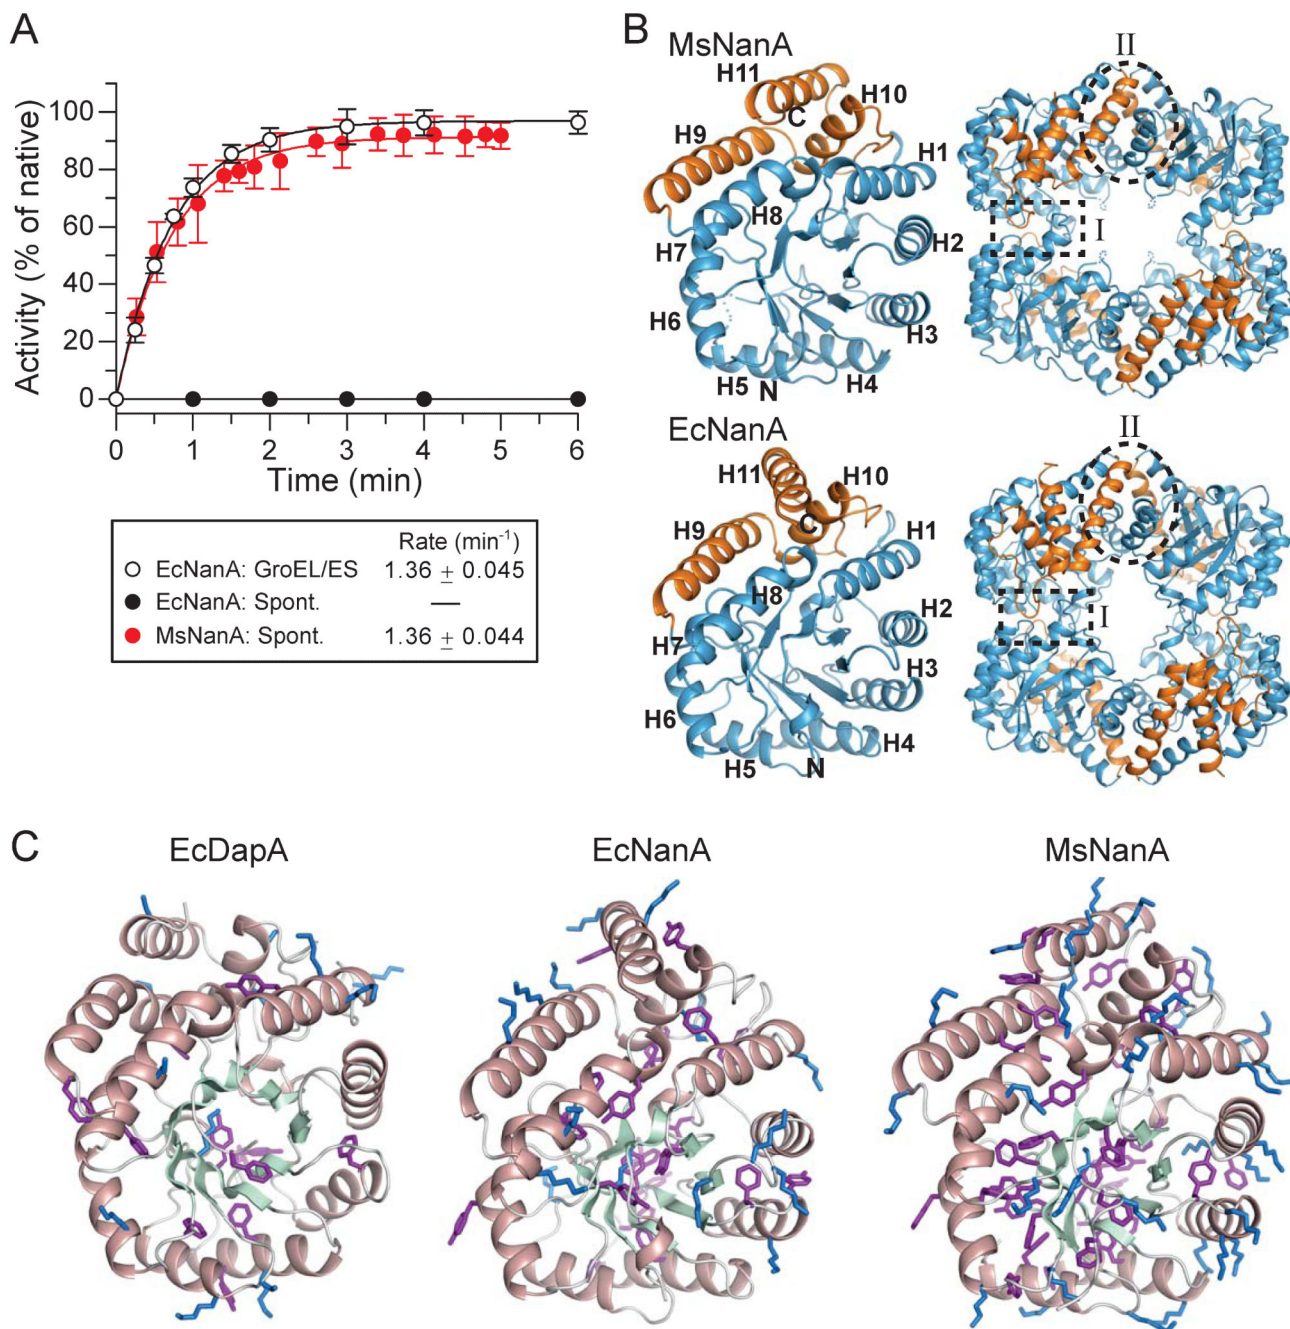 A
Activity (% of native)
100
80
60
40
20
0
0 1 2 3 4 5 6
Time (min)
Rate (min-1)
EcNanA: GroEL/ES 1.36 ± 0.045
EcNanA: Spont. —
MsNanA: Spont. 1.36 ± 0.044
B
MsNanA
H11
C
H10
H9
H1
H8
H2
H7
H6
H3
H5
N
H4
II
I
EcNanA
H11
H10
C
H9
H1
H8
H2
H7
H3
H6
H4
H5
N
II
I
C
EcDapA
EcNanA
MsNanA